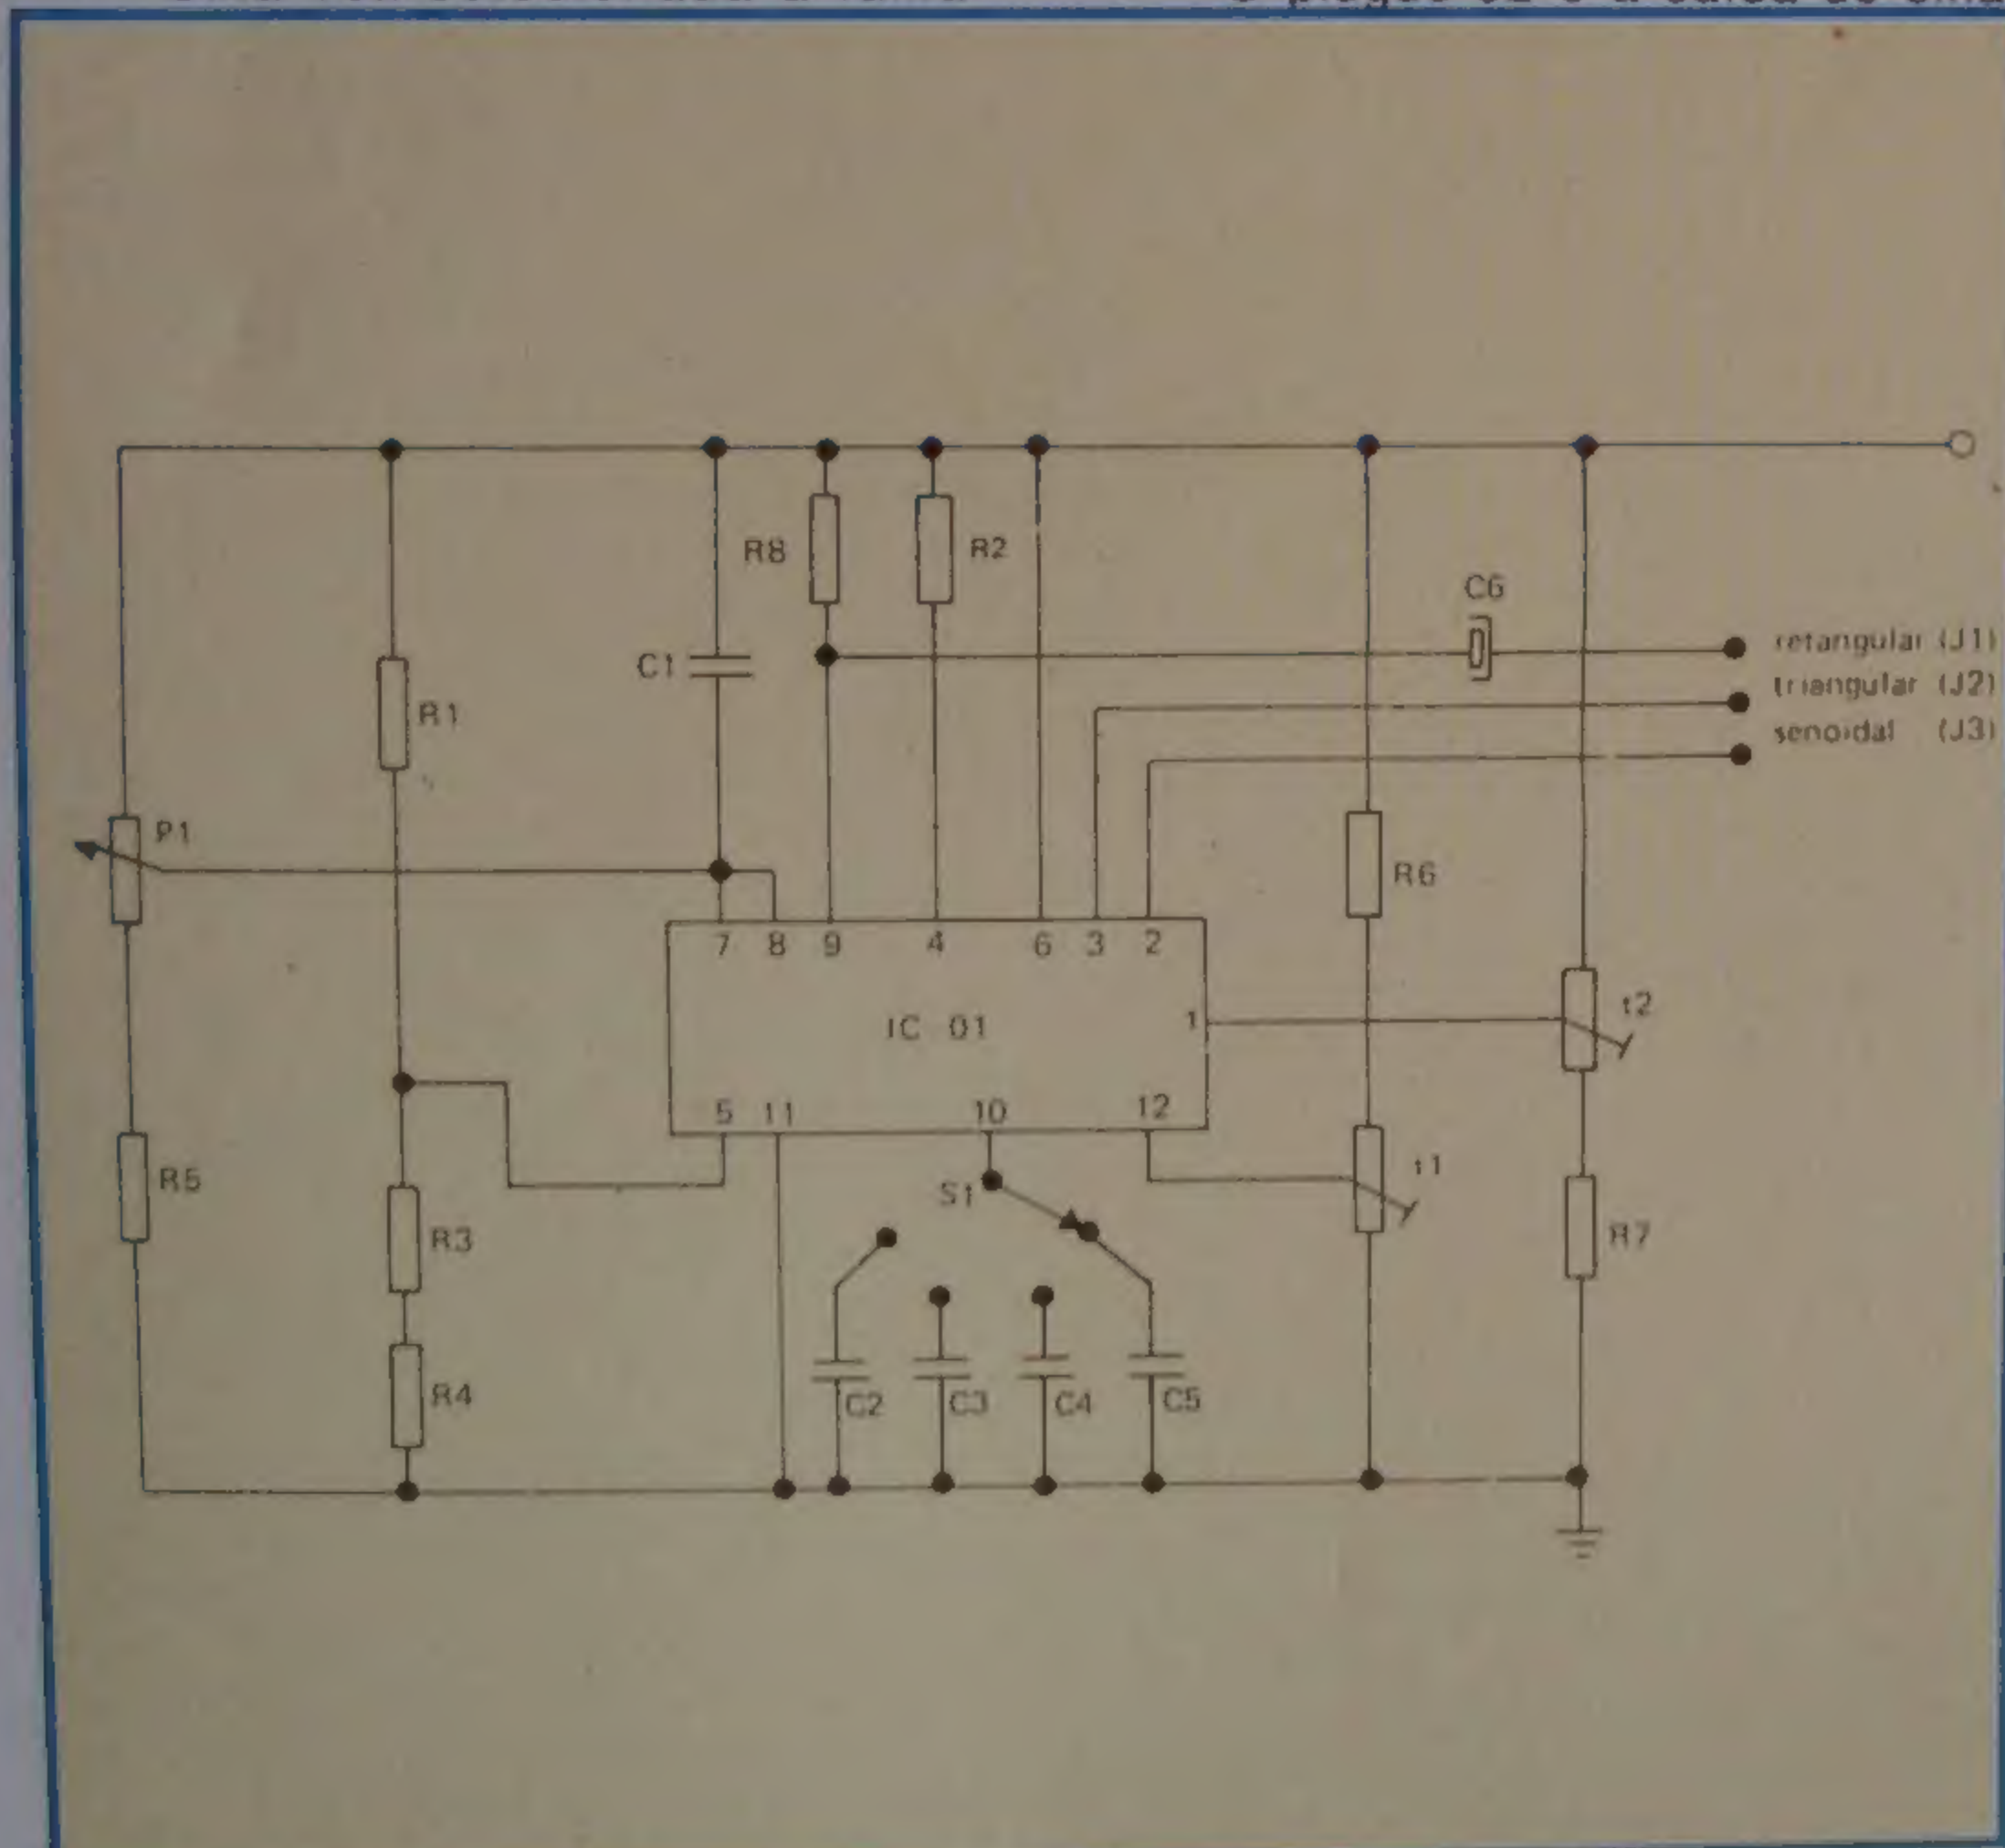 R8
R2
C6
retangular (J1)
C1
triangular (J2)
R1
senoidal (J3)
P1
R6
7 8 9 4 6 3 2
t2
IC 01
1
5 11 10 12
t1
R5
S1
R3
R7
R4
C2 C3 C4 C5